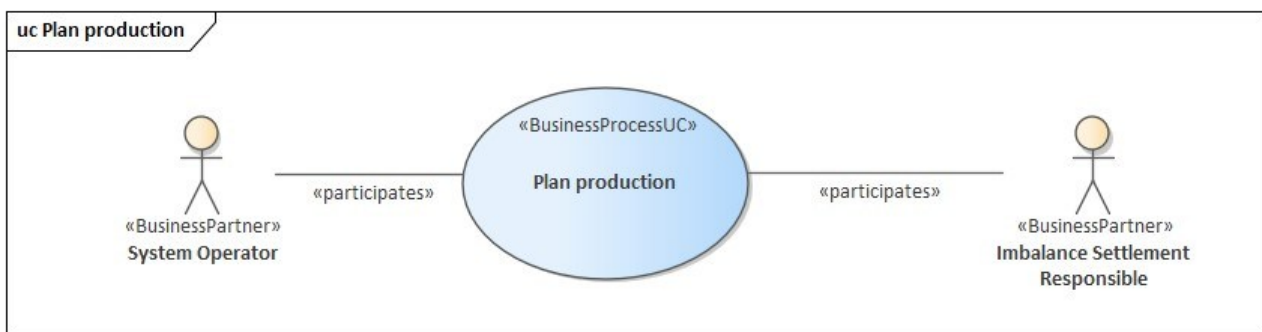 uc Plan production
«BusinessProcessUC»
Plan production
«participates»
«participates»
«BusinessPartner»
System Operator
«BusinessPartner»
Imbalance Settlement
Responsible